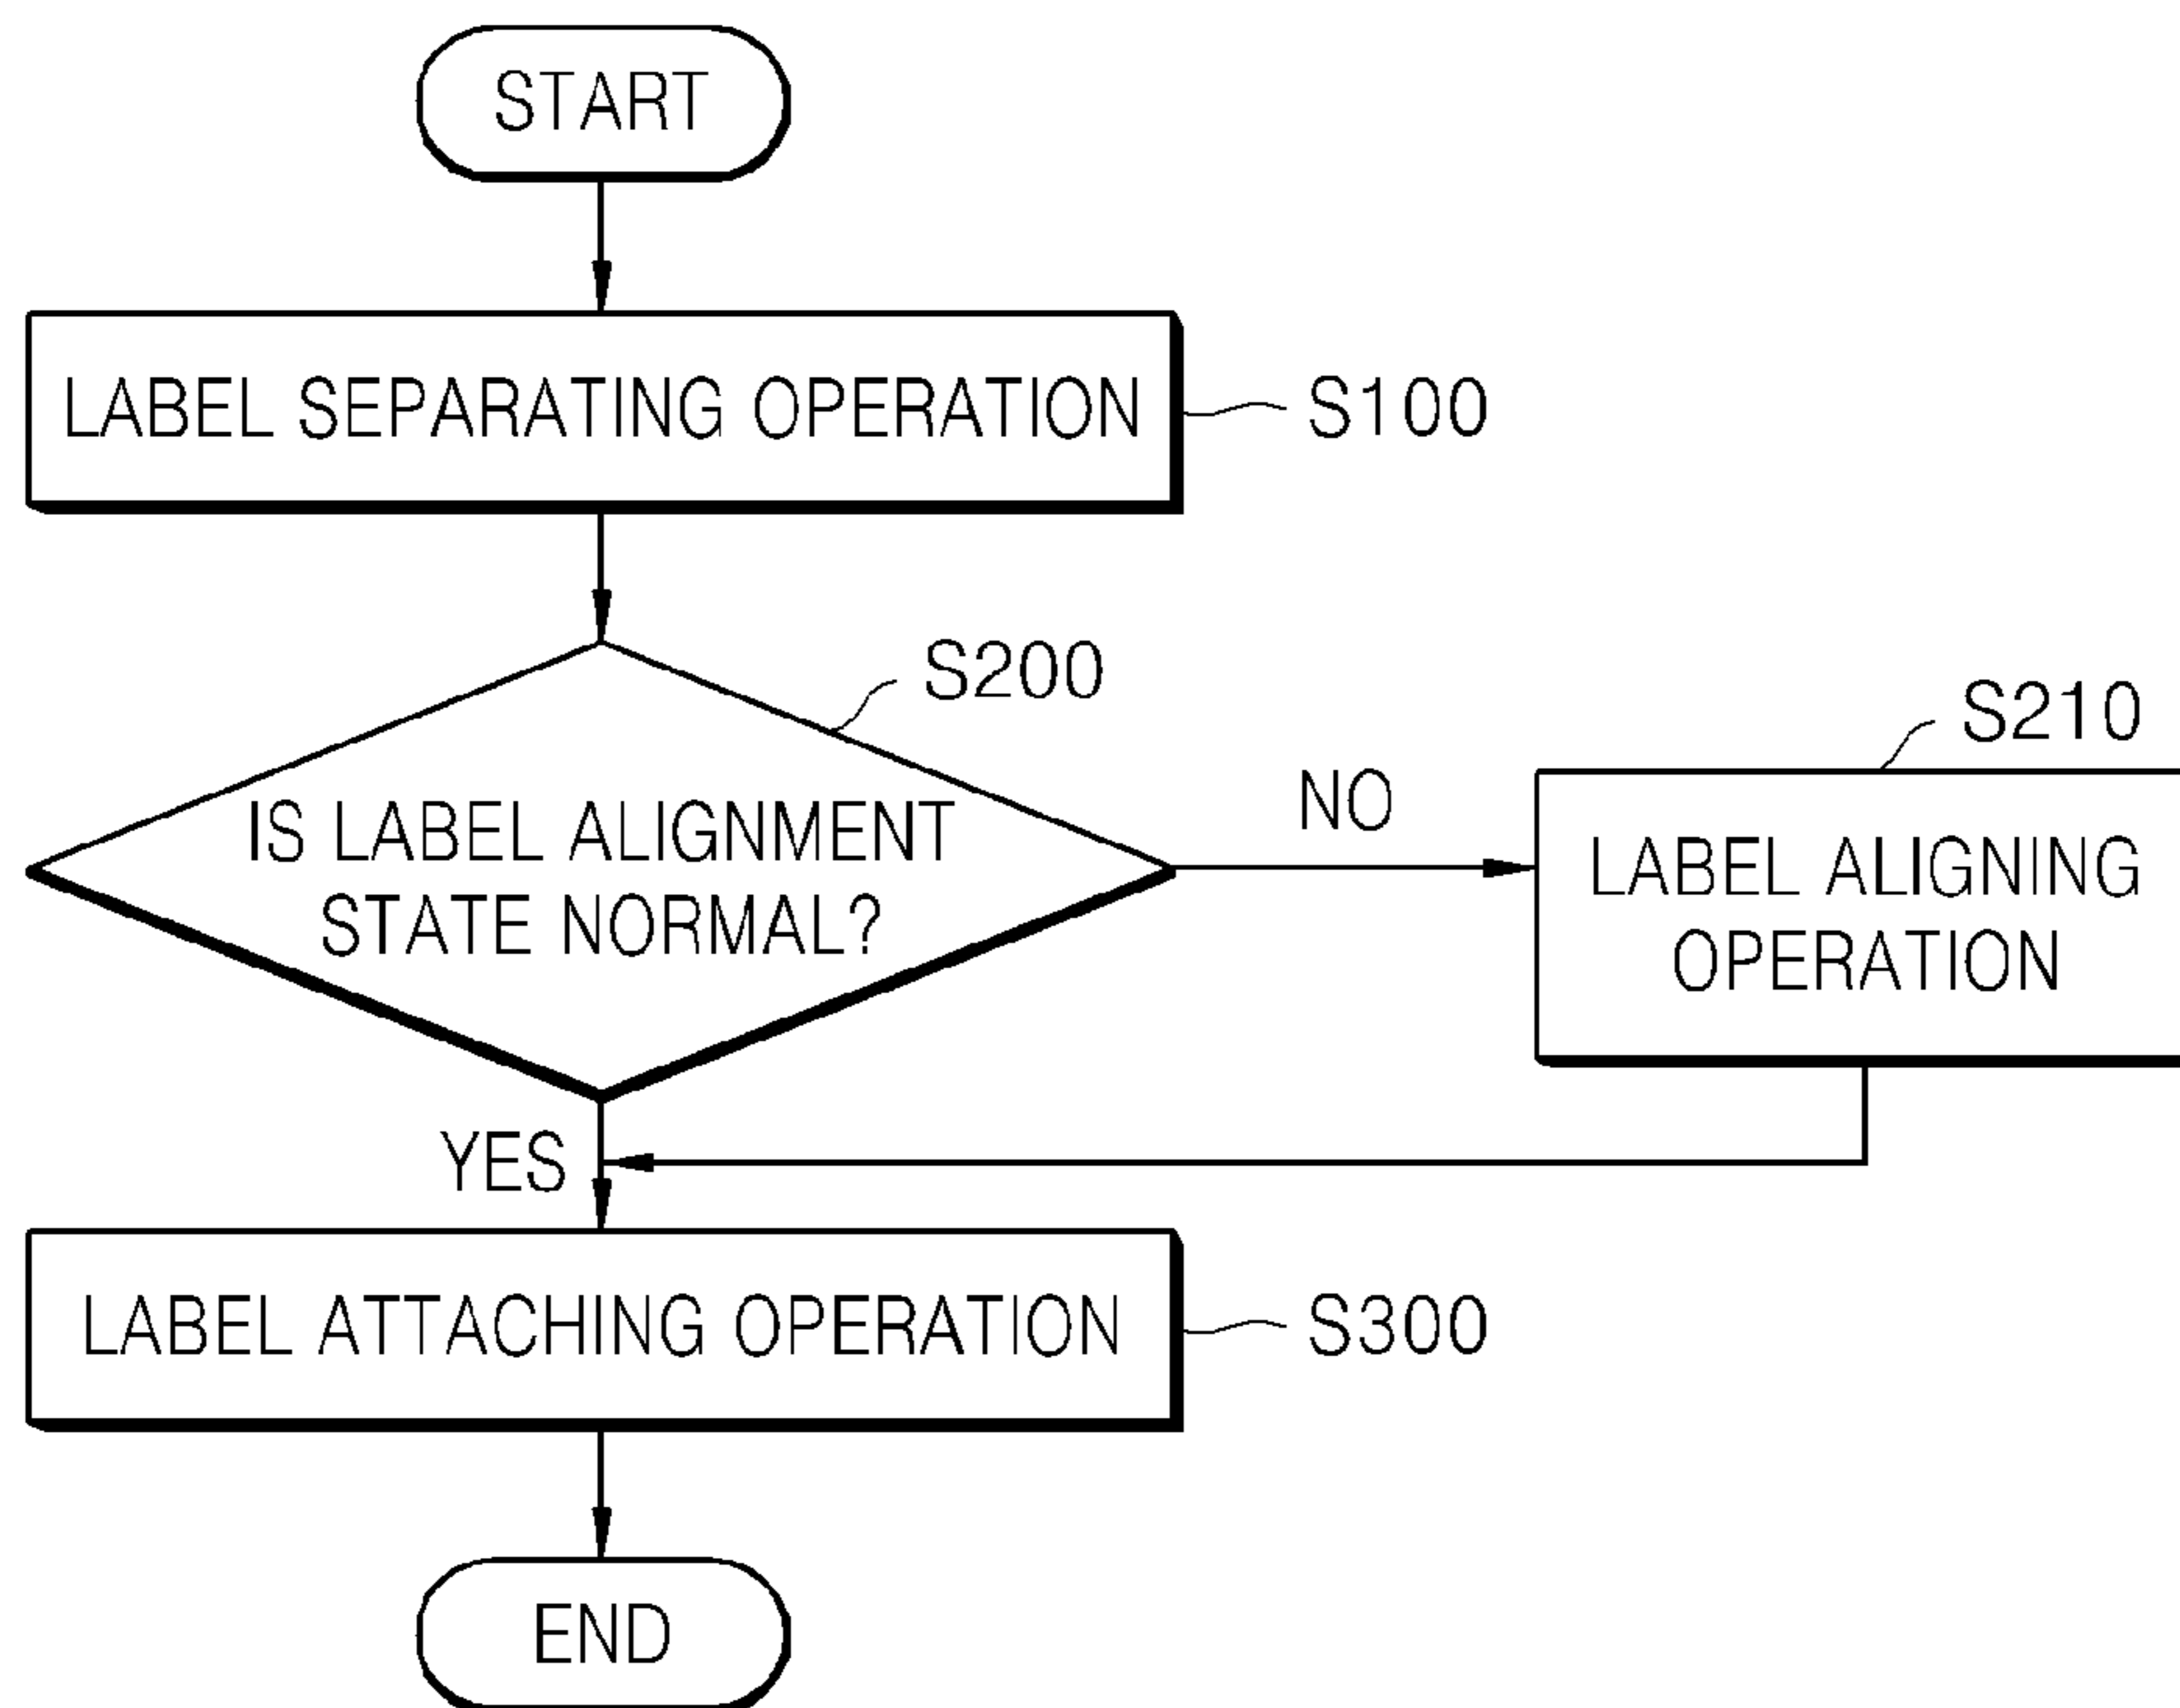 START
LABEL SEPARATING OPERATION
S100
S200
IS LABEL ALIGNMENT
STATE NORMAL?
NO
S210
LABEL ALIGNING
OPERATION
YES
LABEL ATTACHING OPERATION
S300
END